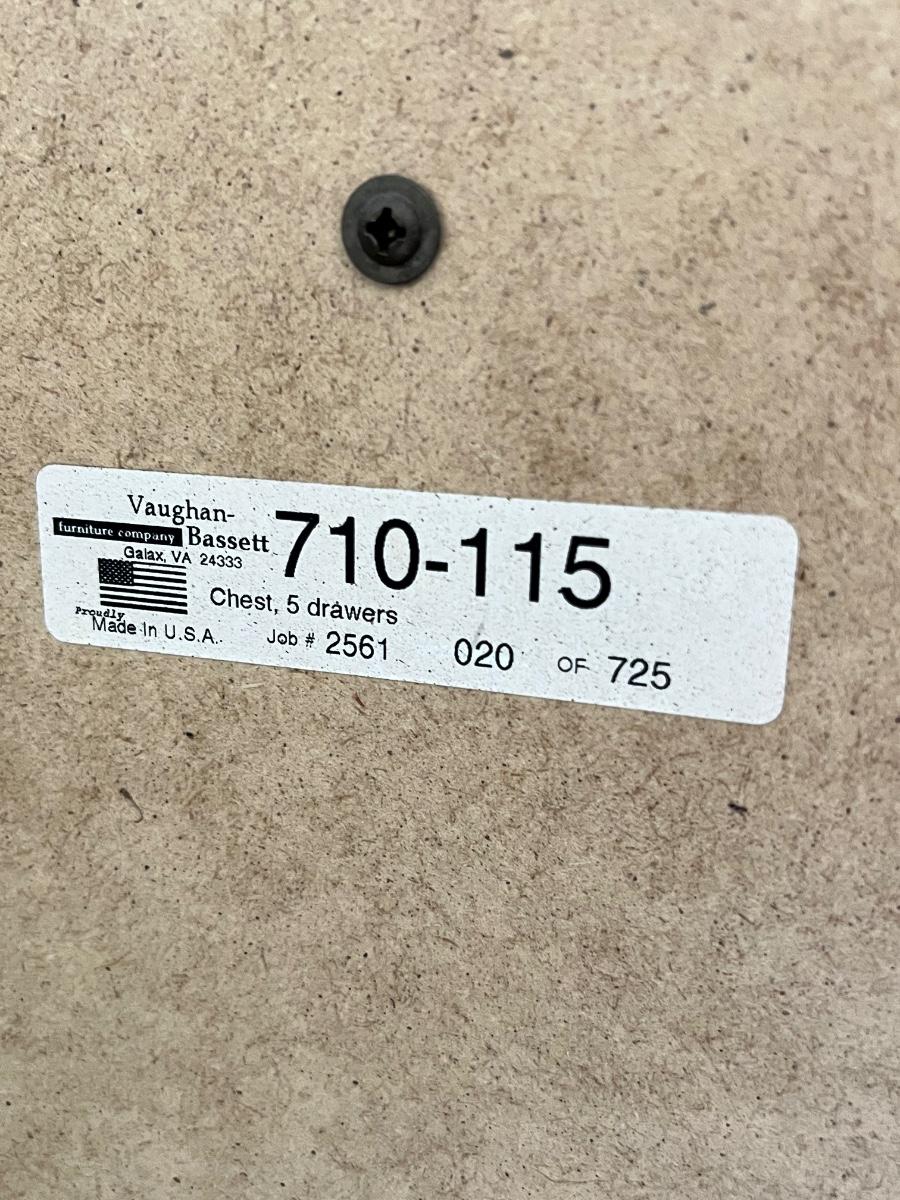 Vaughan-
furniture company Bassett
Galax, VA 24333
710-115
Chest, 5 drawers
Proudly
Made In U.S.A.
Job # 2561 020 OF 725